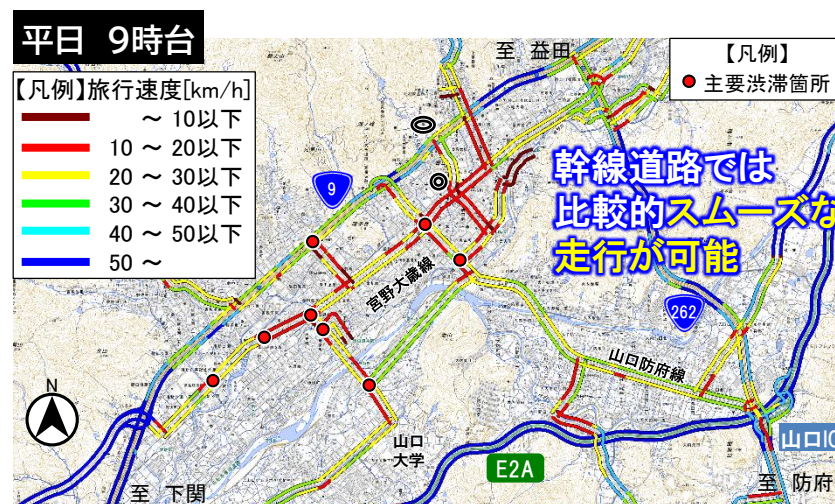 平日 9時台
【凡例】旅行速度[km/h]
～ 10以下
10 ～ 20以下
20 ～ 30以下
30 ～ 40以下
40 ～ 50以下
50 ～
至 益田
【凡例】
主要渋滞箇所
幹線道路では
比較的スムーズな
走行が可能
9
宮野大歳線
262
山口防府線
N
山口
大学
山口IC
E2A
至 下関
至 防府